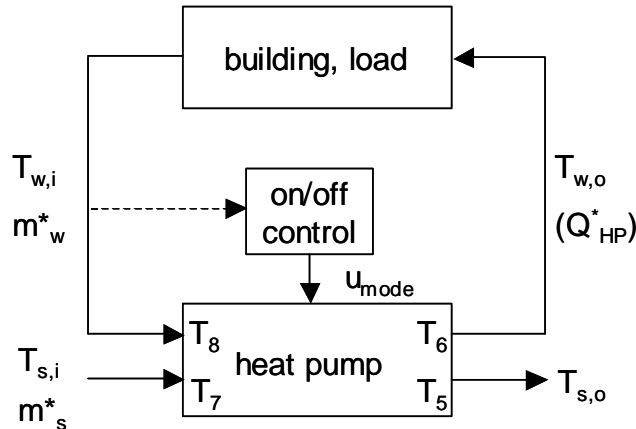 building, load
T_w,i
m*_w
on/off
control
T_w,o
(Q*_HP)
u_mode
T_8
T_6
heat pump
T_7
T_5
T_s,i
m*_s
T_s,o